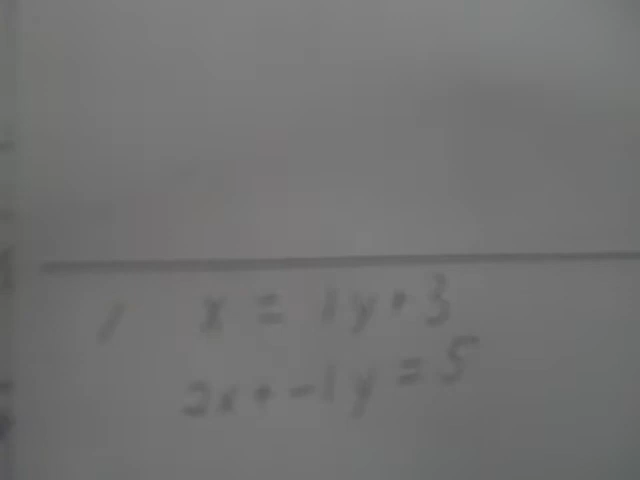 1 x = 1y + 3
2x + -1y = 5